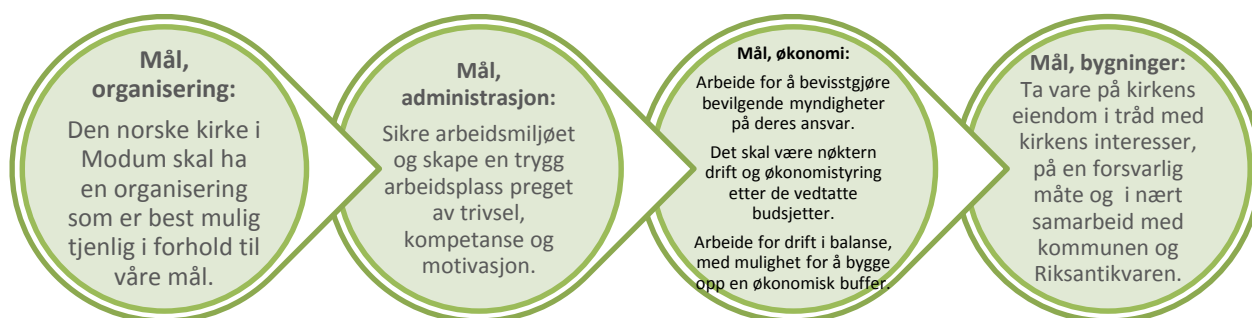 Mål,
organisering:
Den norske kirke i
Modum skal ha
en organisering
som er best mulig
tjenlig i forhold til
våre mål.
Mål,
administrasjon:
Sikre arbeidsmiljøet
og skape en trygg
arbeidsplass preget
av trivsel,
kompetanse og
motivasjon.
Mål, økonomi:
Arbeide for å bevisstgjøre
bevilgende myndigheter
på deres ansvar.
Det skal være nøktern
drift og økonomistyring
etter de vedtatte
budsjetter.
Arbeide for drift i balanse,
med mulighet for å bygge
opp en økonomisk buffer.
Mål, bygninger:
Ta vare på kirkens
eiendom i tråd med
kirkens interesser,
på en forsvarlig
måte og i nært
samarbeid med
kommunen og
Riksantikvaren.